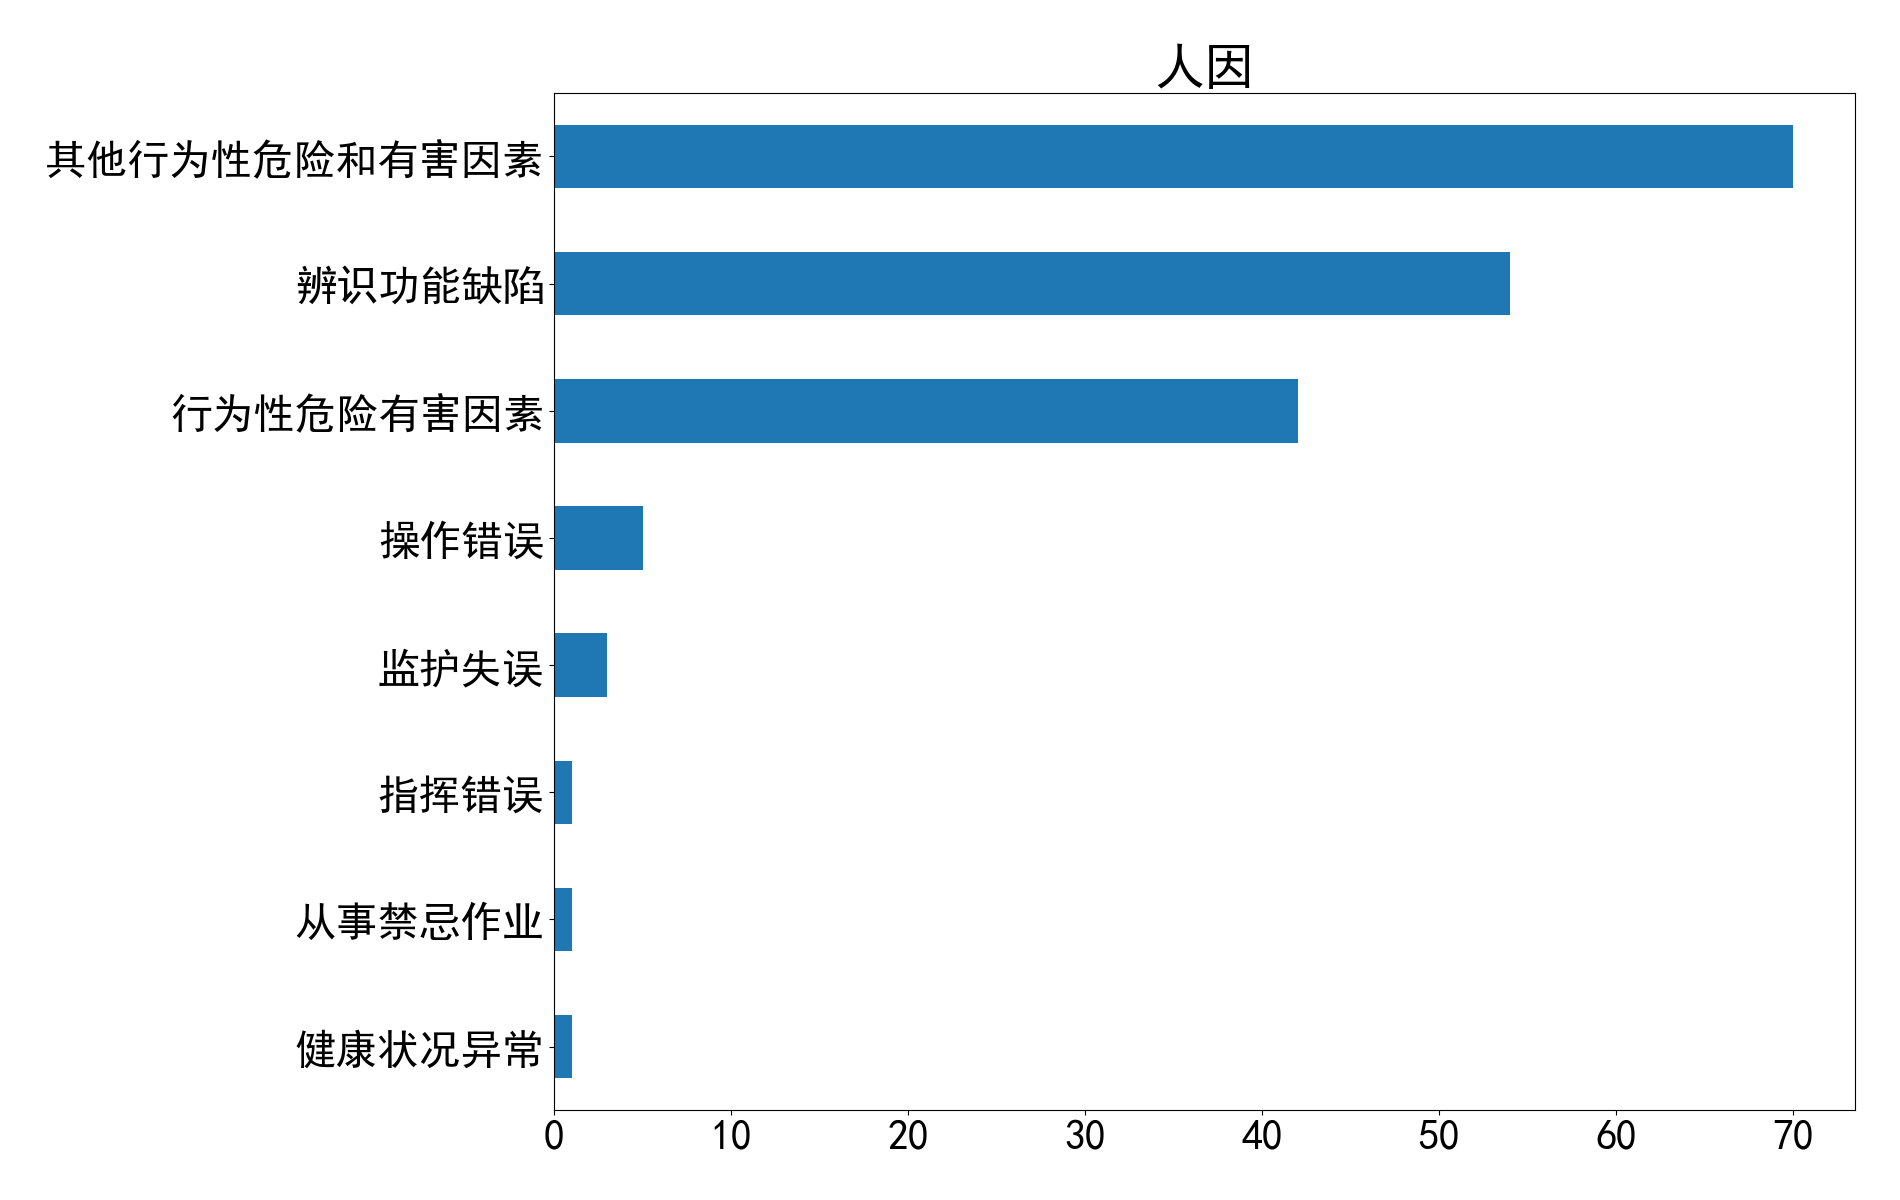 人因
其他行为性危险和有害因素
辨识功能缺陷
行为性危险有害因素
操作错误
监护失误
指挥错误
从事禁忌作业
健康状况异常
0 10 20 30 40 50 60 70